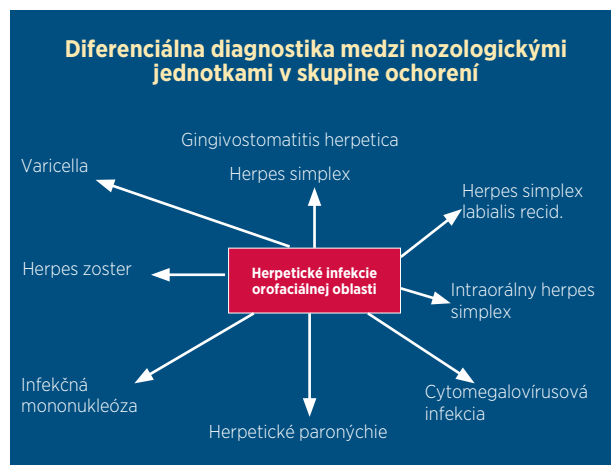 Diferenciálna diagnostika medzi nozologickými
jednotkami v skupine ochorení
Gingivostomatitis herpetica
Herpes simplex
Varicella
Herpes simplex
labialis recid.
Herpes zoster
Herpetické infekcie
orofaciálnej oblasti
Intraorálny herpes
simplex
Infekčná
mononukleóza
Herpetické paronýchie
Cytomegalovírusová
infekcia